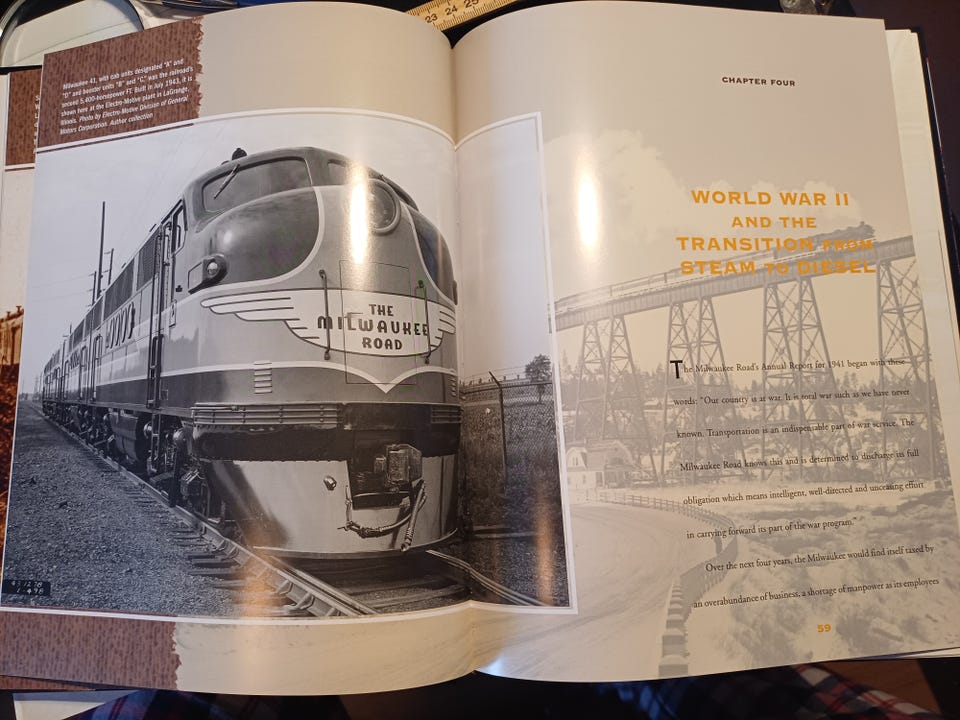 23 24 25
Milwaukee 41, with cab units designated "A" and
"D" and booster units "B" and "C," was the railroad's
second 5,400-horsepower FT. Built in July 1943, it is
shown here at the Electro-Motive plant in LaGrange,
Illinois. Photo by Electro-Motive Division of General
Motors Corporation. Author collection
THE
MILWAUKEE
ROAD
CHAPTER FOUR
WORLD WAR II
AND THE
TRANSITION FROM
STEAM TO DIESEL
The Milwaukee Road's Annual Report for 1941 began with these
words: "Our country is at war. Is is total war such as we have never
known. Transportation is an indispensable part of war service. The
Milwaukee Road knows this and is determined to discharge its full
obligation which means intelligent, well-directed and unceasing effort
in carrying forward its part of the war program."
Over the next four years, the Milwaukee would find itself taxed by
an overabundance of business, a shortage of manpower as its employees
59